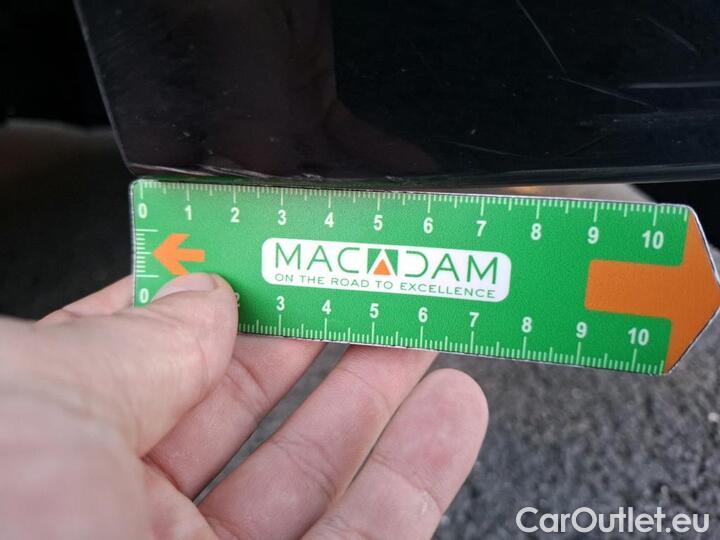 0 1 2 3 4 5 6 7 8 9 10
MACADAM
ON THE ROAD TO EXCELLENCE
0 2 3 4 5 6 7 8 9 10
CarOutlet.eu